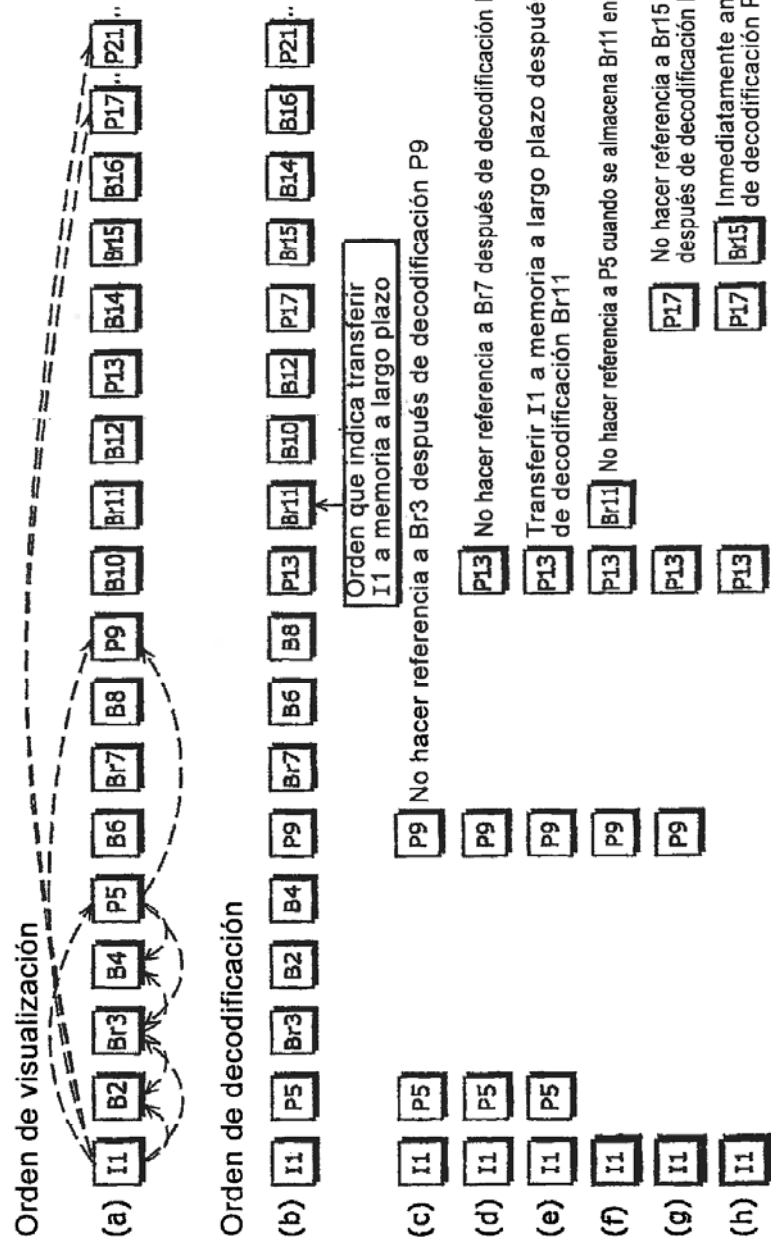 Orden de visualización
(a) I1 B2 Br3 B4 P5 B6 Br7 B8 P9 B10 Br11 B12 P13 B14 Br15 B16 P17 ·· P21 ··
Orden de decodificación
(b) I1 P5 Br3 B2 B4 P9 Br7 B6 B8 P13 Br11 B10 B12 P17 Br15 B14 B16 P21 ··
Orden que indica transferir
I1 a memoria a largo plazo
(c) I1 P5 P9 No hacer referencia a Br3 después de decodificación P9
(d) I1 P5 P9 P13 No hacer referencia a Br7 después de decodificación
(e) I1 P5 P9 P13 Transferir I1 a memoria a largo plazo despué
de decodificación Br11
(f) I1 P9 P13 Br11 No hacer referencia a P5 cuando se almacena Br11 en
(g) I1 P9 P13 P17 No hacer referencia a Br15
después de decodificación
(h) I1 P13 P17 Br15 Inmediatamente an
de decodificación P